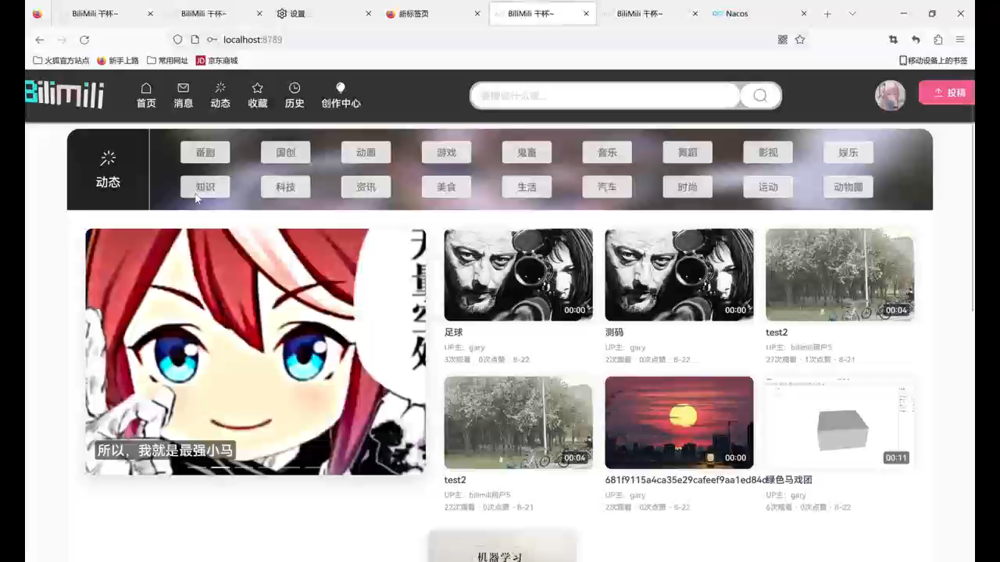 BiliMili 干杯~
BiliMili 干杯~
设置
新标签页
BiliMili 干杯~
BiliMili 干杯~
Nacos
localhost:8789
火狐官方站点
新手上路
常用网址
JD 京东商城
移动设备上的书签
Bilimili
首页
消息
动态
收藏
历史
创作中心
投稿
动态
番剧
国创
动画
游戏
鬼畜
音乐
舞蹈
影视
娱乐
知识
科技
资讯
美食
生活
汽车
时尚
运动
动物圈
所以，我就是最强小马
00:00
00:00
00:04
足球
测码
test2
UP主：gary
UP主：gary
UP主：bilimili用户5
3次观看 · 0次点赞 · 8-22
2次观看 · 0次点赞 · 8-22
27次观看 · 1次点赞 · 8-21
00:04
00:00
00:11
test2
681f9115a4ca35e29cafeef9aa1ed84d
绿色马戏团
UP主：bilimili用户5
UP主：gary
UP主：gary
22次观看 · 0次点赞 · 8-21
2次观看 · 0次点赞 · 8-22
6次观看 · 0次点赞 · 8-22
机器学习